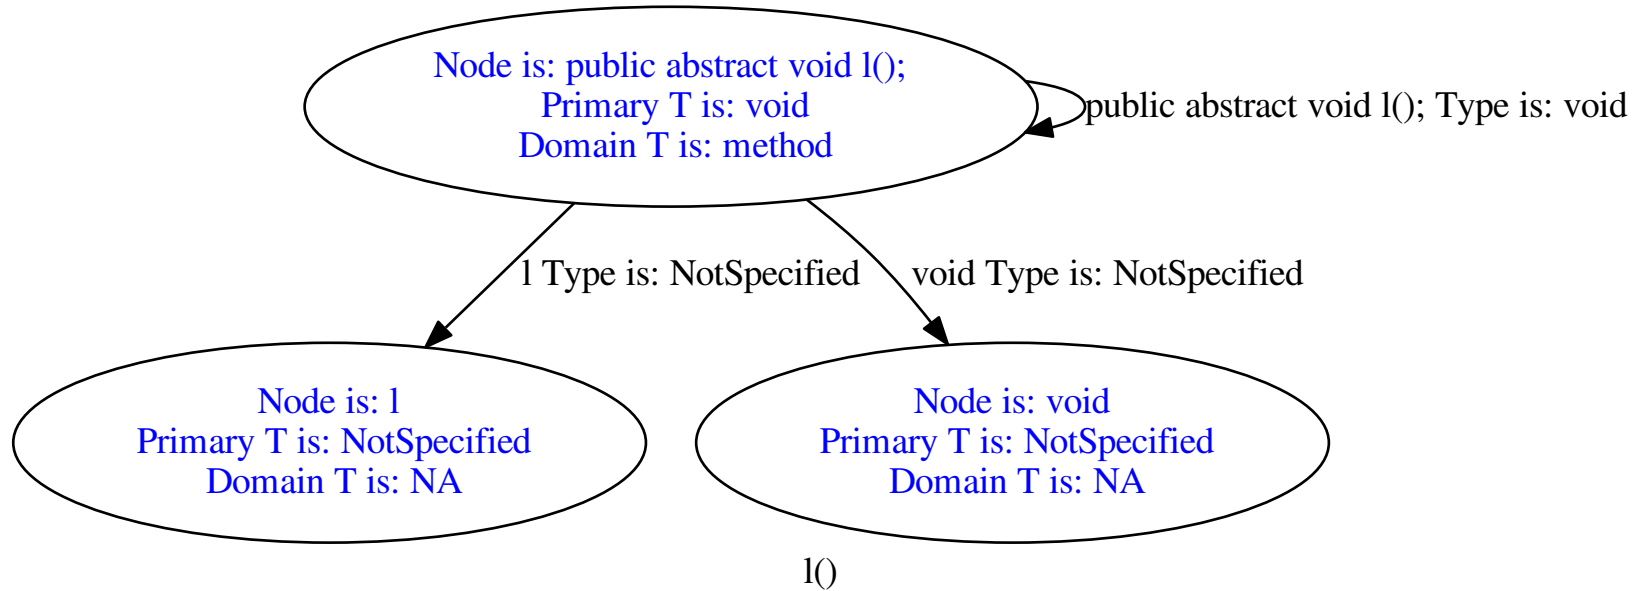 Node is: public abstract void l();
Primary T is: void
Domain T is: method
public abstract void l(); Type is: void
l Type is: NotSpecified
void Type is: NotSpecified
Node is: l
Primary T is: NotSpecified
Domain T is: NA
Node is: void
Primary T is: NotSpecified
Domain T is: NA
l()